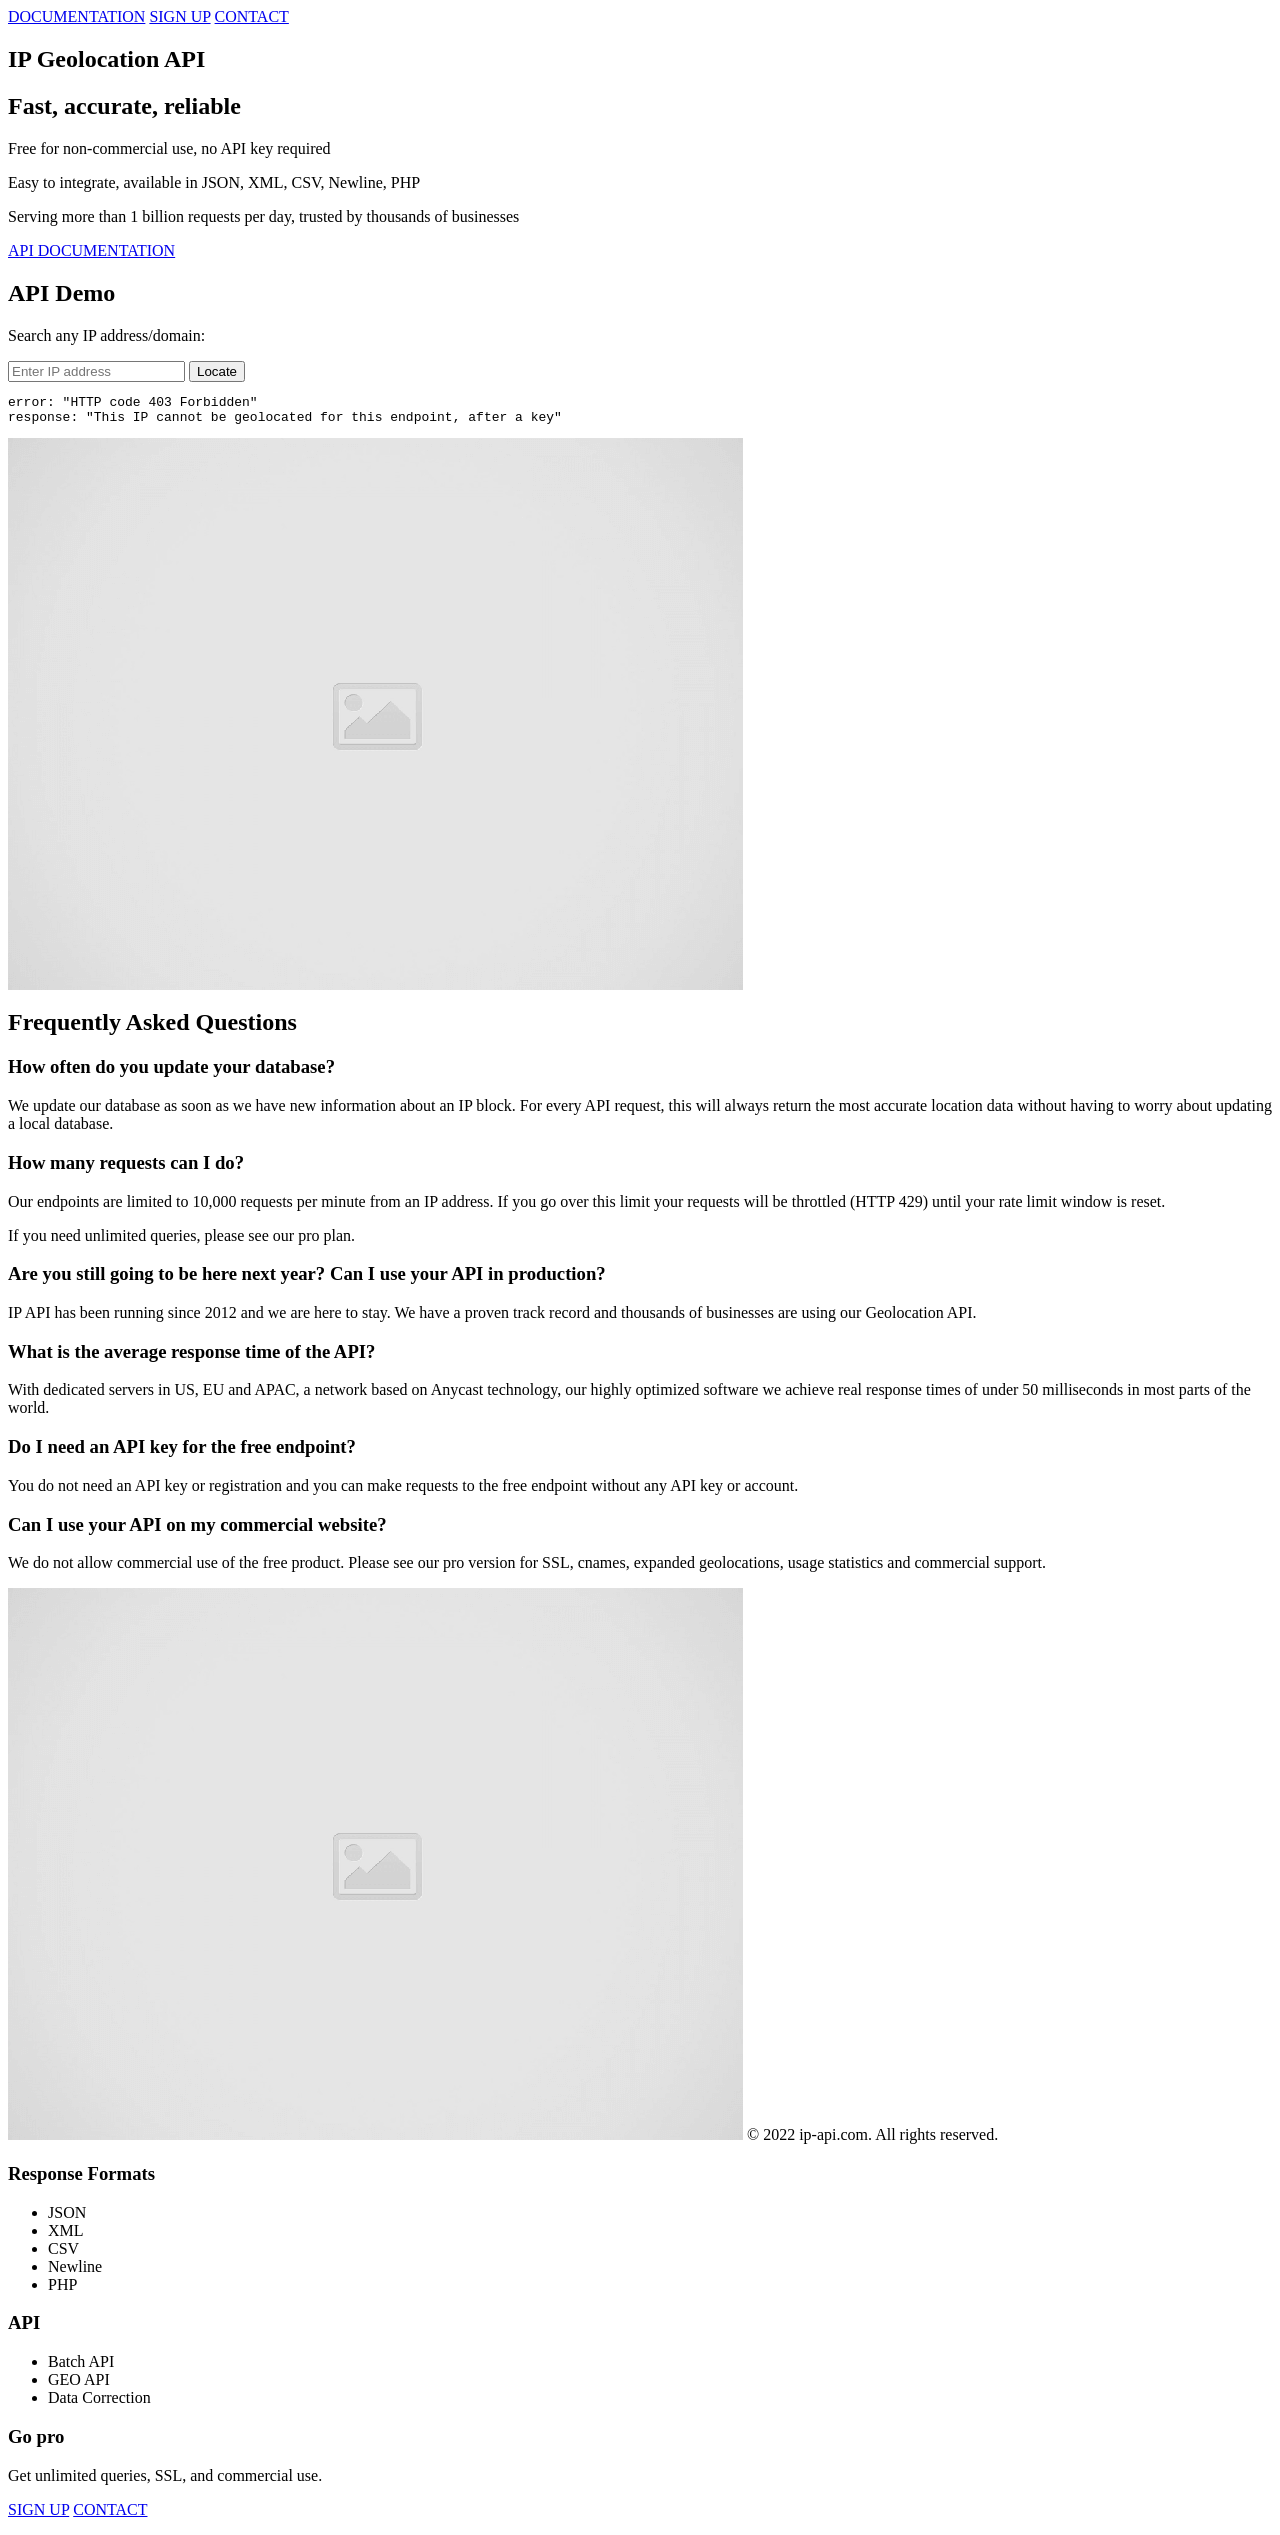 DOCUMENTATION SIGN UP CONTACT
IP Geolocation API
Fast, accurate, reliable
Free for non-commercial use, no API key required
Easy to integrate, available in JSON, XML, CSV, Newline, PHP
Serving more than 1 billion requests per day, trusted by thousands of businesses
API DOCUMENTATION
API Demo
Search any IP address/domain:
Enter IP address Locate
error: "HTTP code 403 Forbidden"
response: "This IP cannot be geolocated for this endpoint, after a key"
Frequently Asked Questions
How often do you update your database?
We update our database as soon as we have new information about an IP block. For every API request, this will always return the most accurate location data without having to worry about updating
a local database.
How many requests can I do?
Our endpoints are limited to 10,000 requests per minute from an IP address. If you go over this limit your requests will be throttled (HTTP 429) until your rate limit window is reset.
If you need unlimited queries, please see our pro plan.
Are you still going to be here next year? Can I use your API in production?
IP API has been running since 2012 and we are here to stay. We have a proven track record and thousands of businesses are using our Geolocation API.
What is the average response time of the API?
With dedicated servers in US, EU and APAC, a network based on Anycast technology, our highly optimized software we achieve real response times of under 50 milliseconds in most parts of the
world.
Do I need an API key for the free endpoint?
You do not need an API key or registration and you can make requests to the free endpoint without any API key or account.
Can I use your API on my commercial website?
We do not allow commercial use of the free product. Please see our pro version for SSL, cnames, expanded geolocations, usage statistics and commercial support.
© 2022 ip-api.com. All rights reserved.
Response Formats
JSON
XML
CSV
Newline
PHP
API
Batch API
GEO API
Data Correction
Go pro
Get unlimited queries, SSL, and commercial use.
SIGN UP CONTACT